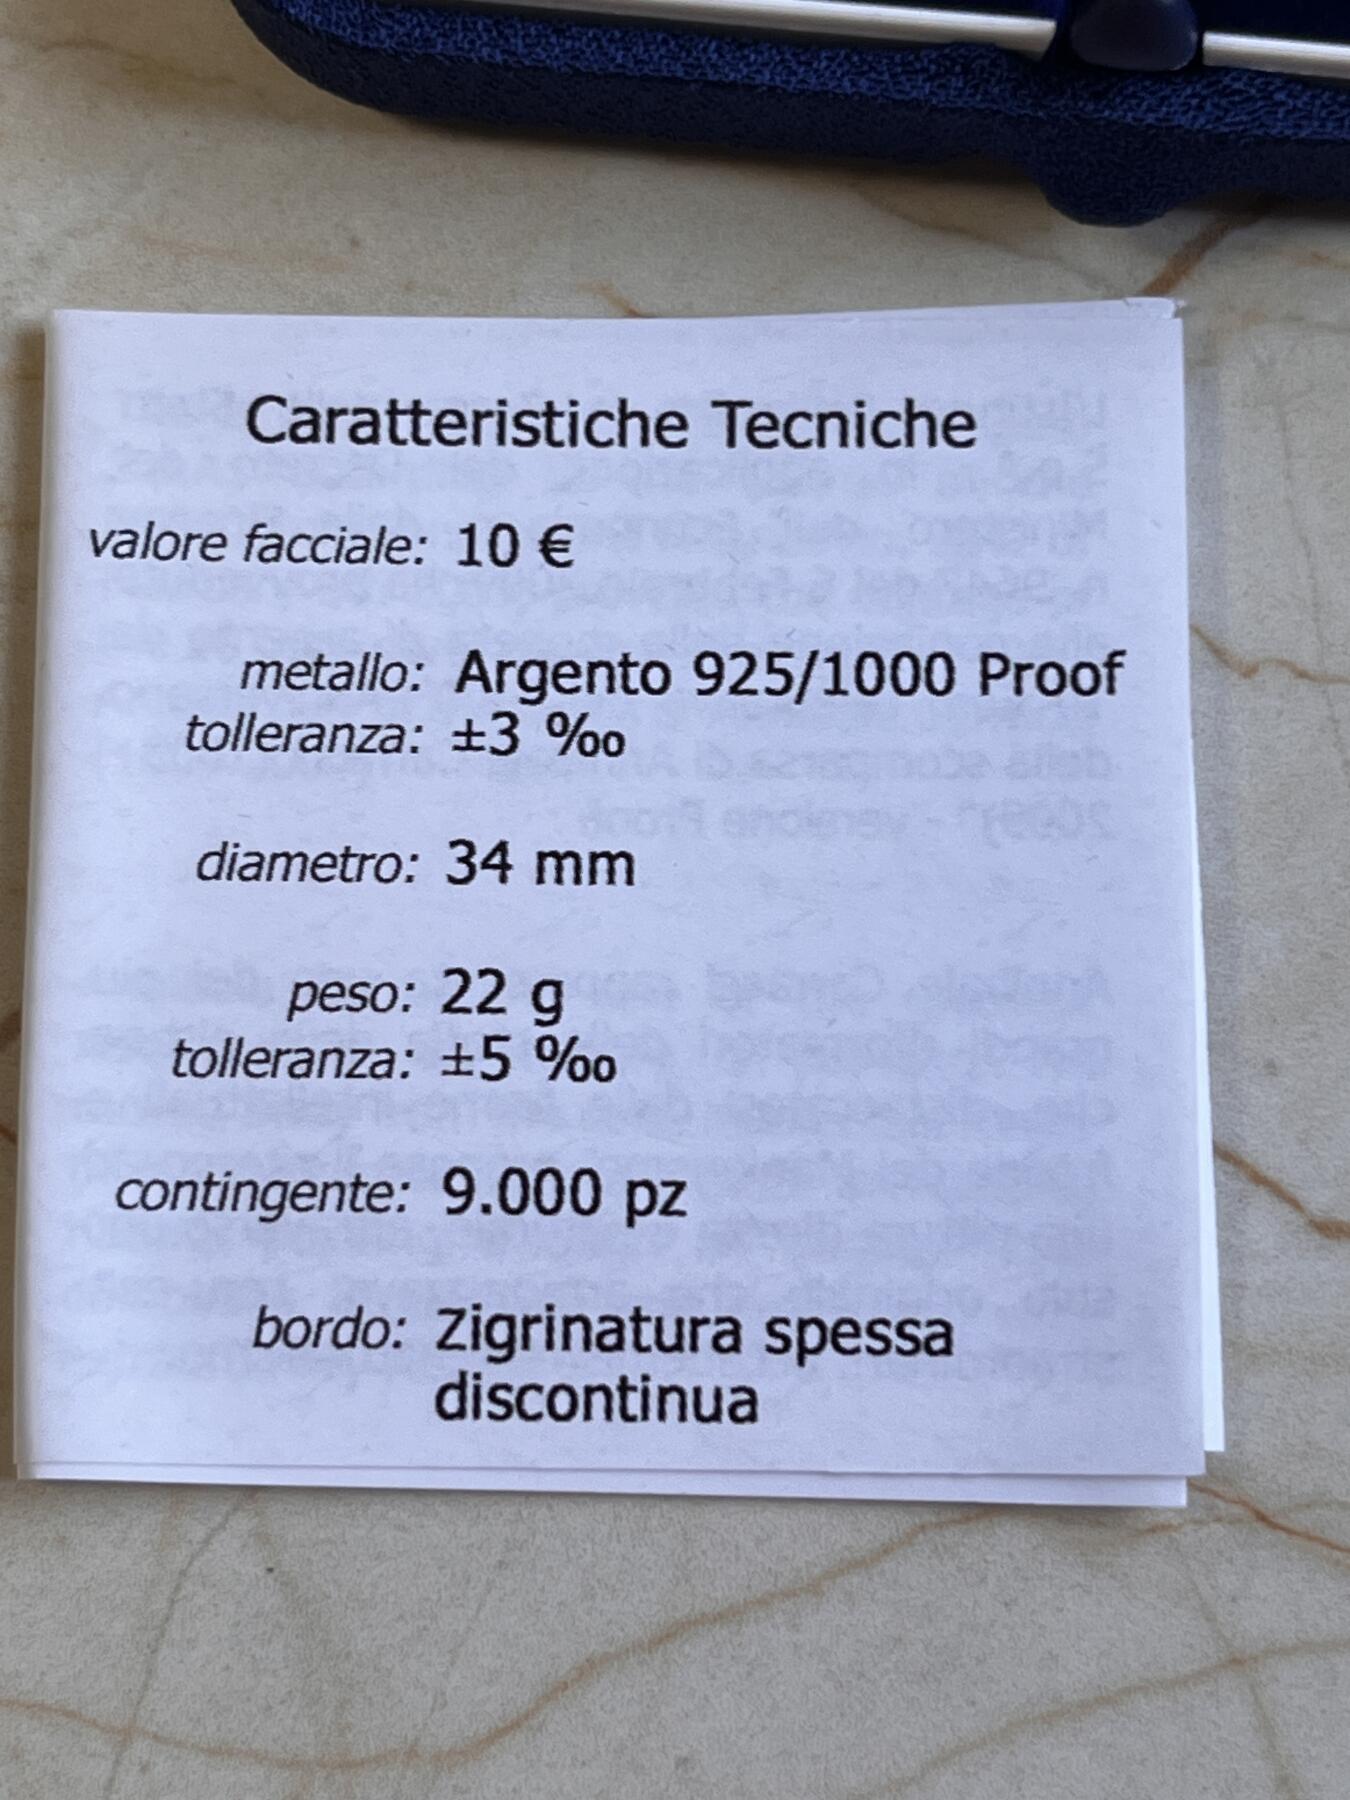 Caratteristiche Tecniche
valore facciale: 10 €
metallo: Argento 925/1000 Proof
tolleranza: ±3 ‰
diametro: 34 mm
peso: 22 g
tolleranza: ±5 ‰
contingente: 9.000 pz
bordo: Zigrinatura spessa
discontinua